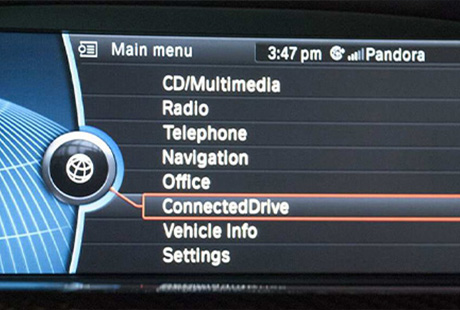 Main menu 3:47 pm Pandora
CD/Multimedia
Radio
Telephone
Navigation
Office
ConnectedDrive
Vehicle Info
Settings